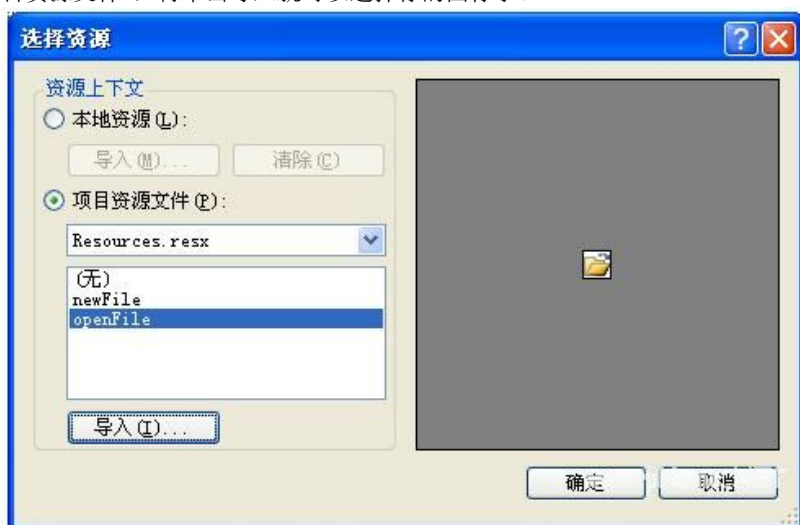 选择资源
资源上下文
本地资源(L):
导入(M)...
清除(C)
项目资源文件(P):
Resources.resx
(无)
newFile
openFile
导入(I)...
确定
取消